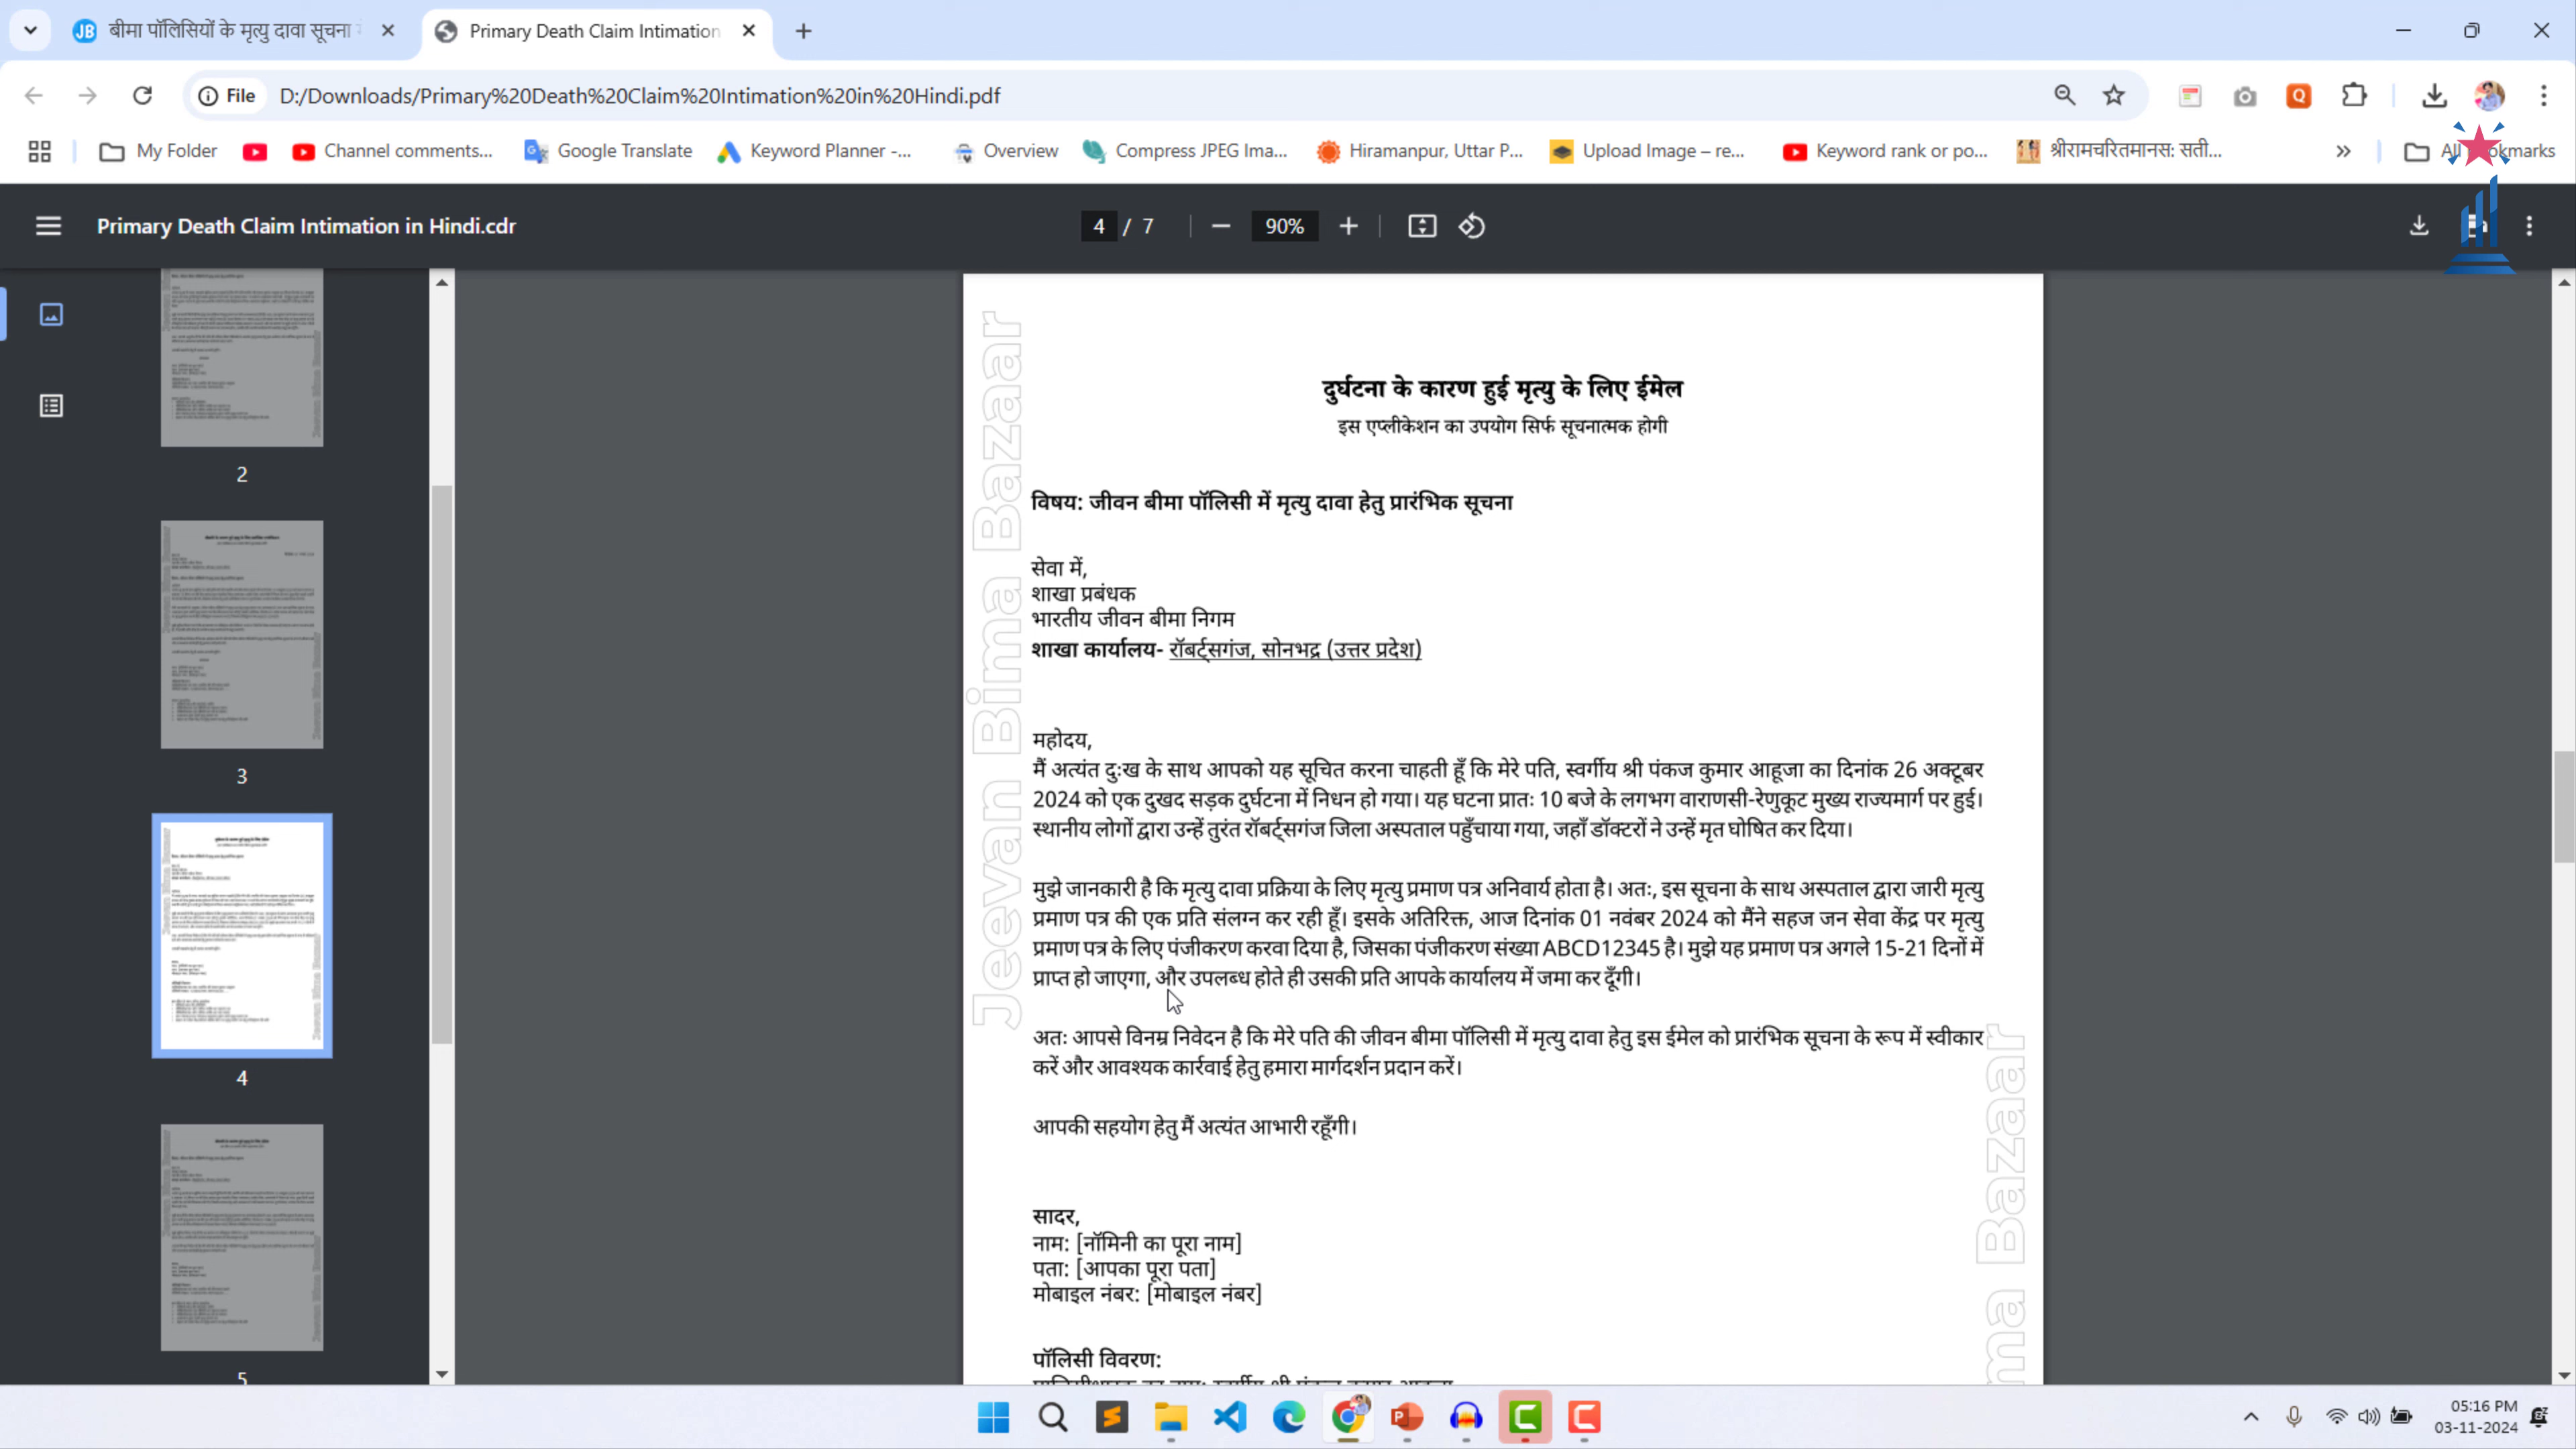 बीमा पॉलिसियों के मृत्यु दावा सूचना
Primary Death Claim Intimation
File
D:/Downloads/Primary%20Death%20Claim%20Intimation%20in%20Hindi.pdf
My Folder
Channel comments...
Google Translate
Keyword Planner -...
Overview
Compress JPEG Ima...
Hiramanpur, Uttar P...
Upload Image – re...
Keyword rank or po...
श्रीरामचरितमानस: सती...
All Bookmarks
Primary Death Claim Intimation in Hindi.cdr
4 / 7
90%
2
3
4
5
Jeevan Bima Bazaar
दुर्घटना के कारण हुई मृत्यु के लिए ईमेल
इस एप्लीकेशन का उपयोग सिर्फ सूचनात्मक होगी
विषय: जीवन बीमा पॉलिसी में मृत्यु दावा हेतु प्रारंभिक सूचना
सेवा में,
शाखा प्रबंधक
भारतीय जीवन बीमा निगम
शाखा कार्यालय- रॉबर्ट्सगंज, सोनभद्र (उत्तर प्रदेश)
महोदय,
मैं अत्यंत दुःख के साथ आपको यह सूचित करना चाहती हूँ कि मेरे पति, स्वर्गीय श्री पंकज कुमार आहूजा का दिनांक 26 अक्टूबर
2024 को एक दुखद सड़क दुर्घटना में निधन हो गया। यह घटना प्रातः 10 बजे के लगभग वाराणसी-रेणुकूट मुख्य राज्यमार्ग पर हुई।
स्थानीय लोगों द्वारा उन्हें तुरंत रॉबर्ट्सगंज जिला अस्पताल पहुँचाया गया, जहाँ डॉक्टरों ने उन्हें मृत घोषित कर दिया।
मुझे जानकारी है कि मृत्यु दावा प्रक्रिया के लिए मृत्यु प्रमाण पत्र अनिवार्य होता है। अतः, इस सूचना के साथ अस्पताल द्वारा जारी मृत्यु
प्रमाण पत्र की एक प्रति संलग्न कर रही हूँ। इसके अतिरिक्त, आज दिनांक 01 नवंबर 2024 को मैंने सहज जन सेवा केंद्र पर मृत्यु
प्रमाण पत्र के लिए पंजीकरण करवा दिया है, जिसका पंजीकरण संख्या ABCD12345 है। मुझे यह प्रमाण पत्र अगले 15-21 दिनों में
प्राप्त हो जाएगा, और उपलब्ध होते ही उसकी प्रति आपके कार्यालय में जमा कर दूँगी।
अतः आपसे विनम्र निवेदन है कि मेरे पति की जीवन बीमा पॉलिसी में मृत्यु दावा हेतु इस ईमेल को प्रारंभिक सूचना के रूप में स्वीकार
करें और आवश्यक कार्रवाई हेतु हमारा मार्गदर्शन प्रदान करें।
आपकी सहयोग हेतु मैं अत्यंत आभारी रहूँगी।
सादर,
नाम: [नॉमिनी का पूरा नाम]
पता: [आपका पूरा पता]
मोबाइल नंबर: [मोबाइल नंबर]
पॉलिसी विवरण:
Bazaar
05:16 PM
03-11-2024